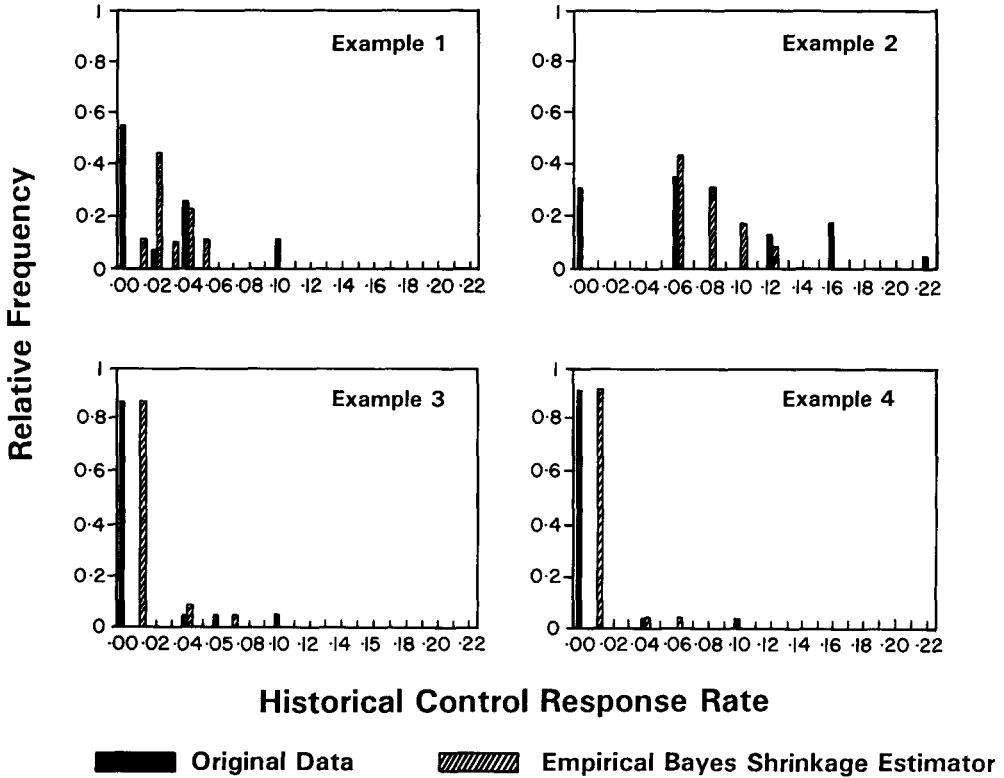 Relative Frequency
Example 1
1
0·8
0·6
0·4
0·2
0
·00 ·02 ·04 ·06 ·08 ·10 ·12 ·14 ·16 ·18 ·20 ·22
Example 2
1
0·8
0·6
0·4
0·2
0
·00 ·02 ·04 ·06 ·08 ·10 ·12 ·14 ·16 ·18 ·20 ·22
Example 3
1
0·8
0·6
0·4
0·2
0
·00 ·02 ·04 ·06 ·08 ·10 ·12 ·14 ·15 ·18 ·20 ·22
Example 4
1
0·8
0·6
0·4
0·2
0
·00 ·02 ·04 ·06 ·08 ·10 ·12 ·14 ·16 ·18 ·20 ·22
Historical Control Response Rate
Original Data
Empirical Bayes Shrinkage Estimator